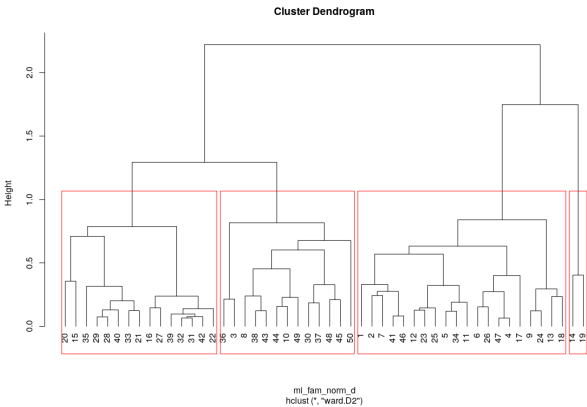 Cluster Dendrogram
Height
2.0
1.5
1.0
0.5
0.0
20 15 35 29 28 40 33 21 16 27 39 32 31 42 22 36 3 8 38 43 44 10 49 30 37 48 45 50 1 2 7 41 46 12 23 25 5 34 11 6 26 47 4 17 9 24 13 18 14 19
ml_fam_norm_d
hclust (*, "ward.D2")